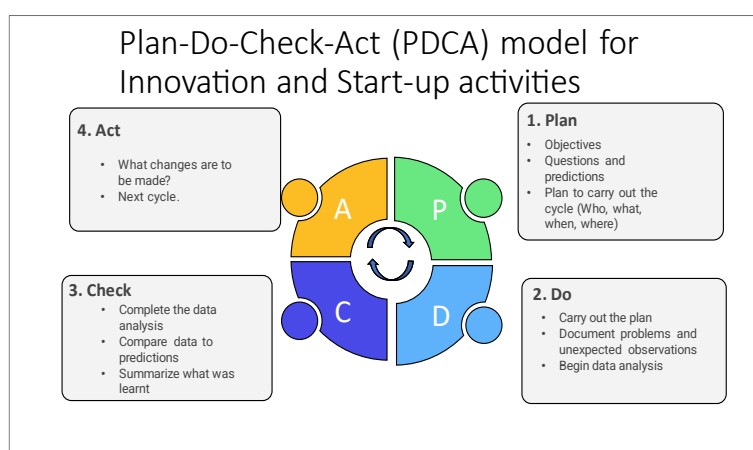 Plan-Do-Check-Act (PDCA) model for
Innovation and Start-up activities
4. Act
• What changes are to
be made?
• Next cycle.
1. Plan
• Objectives
• Questions and
predictions
• Plan to carry out the
cycle (Who, what,
when, where)
A
P
C
D
3. Check
• Complete the data
analysis
• Compare data to
predictions
• Summarize what was
learnt
2. Do
• Carry out the plan
• Document problems and
unexpected observations
• Begin data analysis